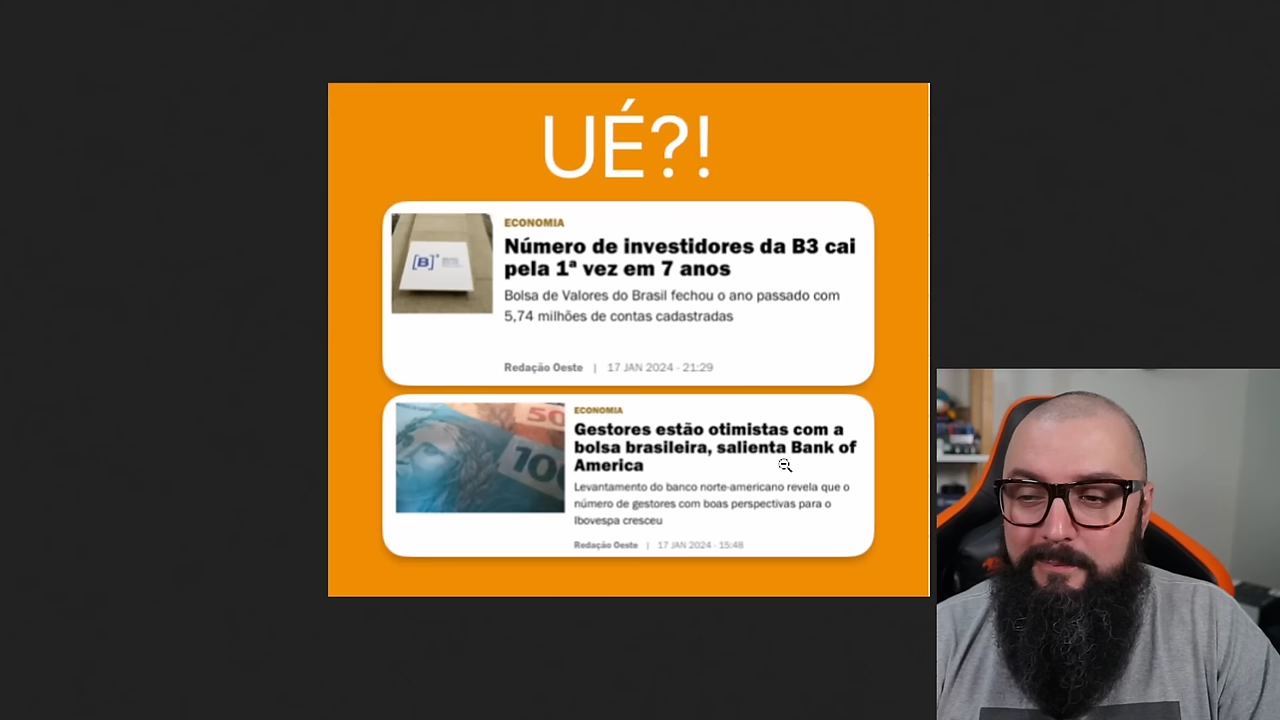 UÉ?!
ECONOMIA
Número de investidores da B3 cai
pela 1ª vez em 7 anos
Bolsa de Valores do Brasil fechou o ano passado com
5,74 milhões de contas cadastradas
Redação Oeste | 17 JAN 2024 - 21:29
[B]
ECONOMIA
Gestores estão otimistas com a
bolsa brasileira, salienta Bank of
America
Levantamento do banco norte-americano revela que o
número de gestores com boas perspectivas para o
Ibovespa cresceu
Redação Oeste | 17 JAN 2024 - 15:48
50
100